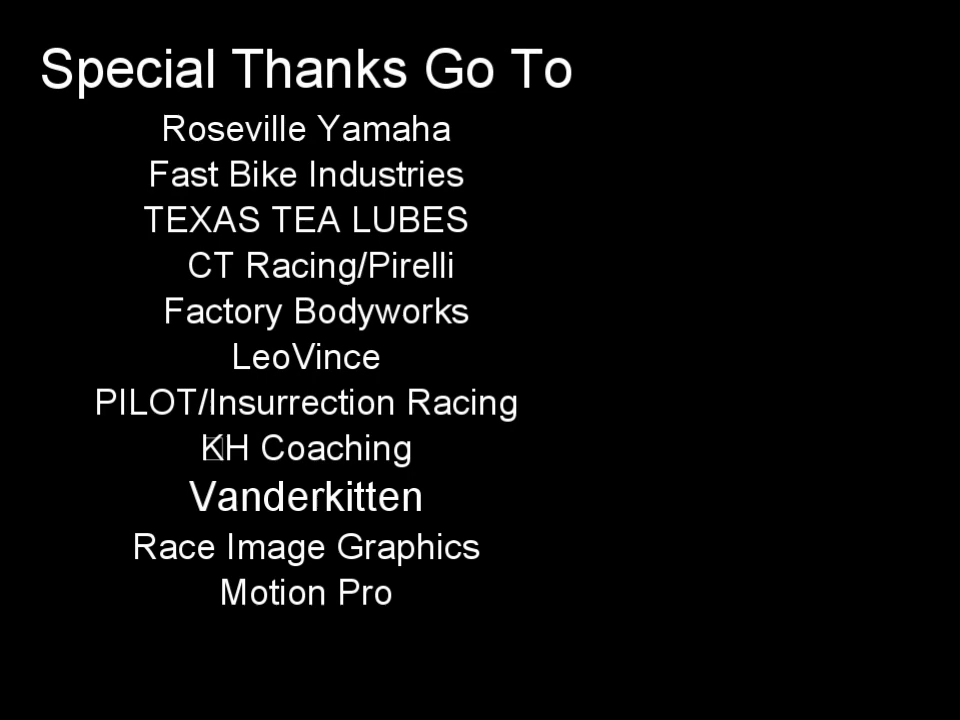 Special Thanks Go To
Roseville Yamaha
Fast Bike Industries
TEXAS TEA LUBES
CT Racing/Pirelli
Factory Bodyworks
LeoVince
PILOT/Insurrection Racing
KH Coaching
Vanderkitten
Race Image Graphics
Motion Pro